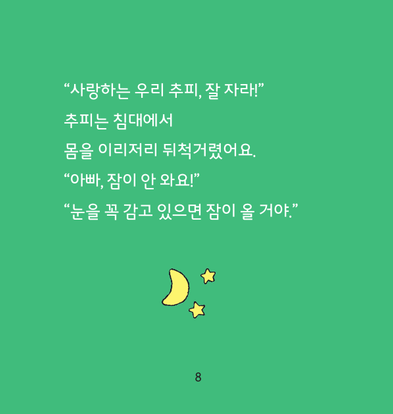 “사랑하는 우리 추피, 잘 자라!”
추피는 침대에서
몸을 이리저리 뒤척거렸어요.
“아빠, 잠이 안 와요!”
“눈을 꼭 감고 있으면 잠이 올 거야.”
8